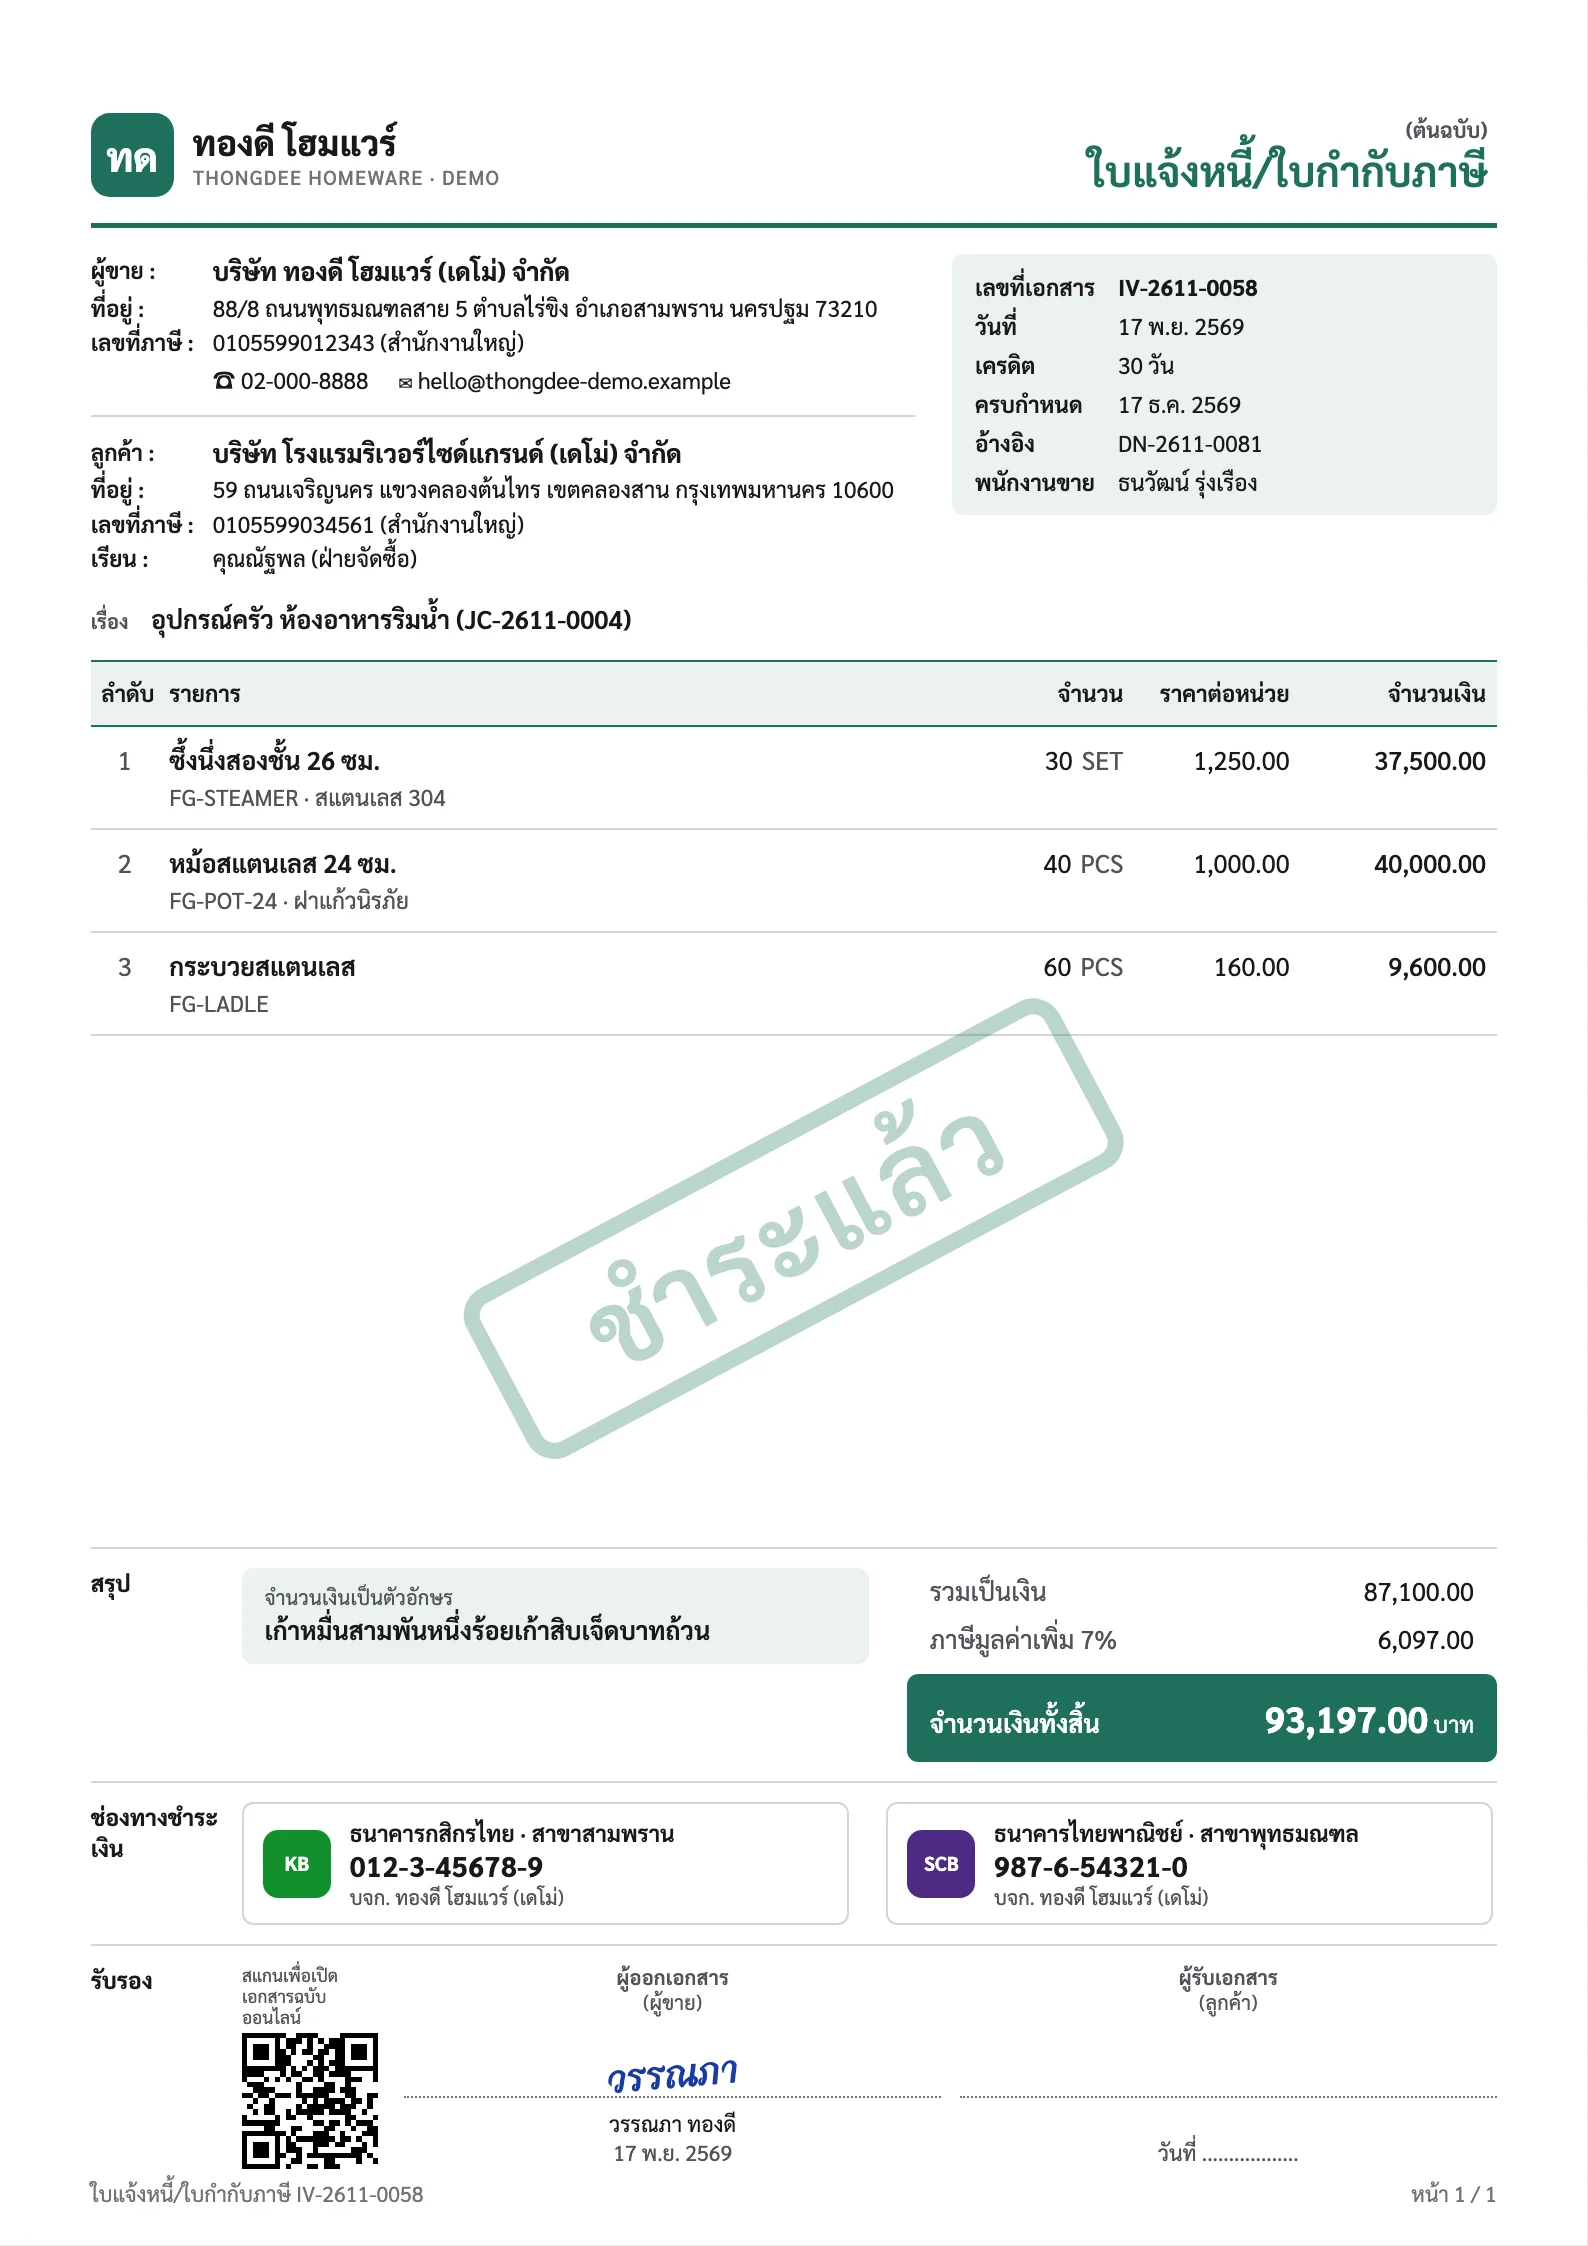 ทด
ทองดี โฮมแวร์
THONGDEE HOMEWARE · DEMO
(ต้นฉบับ)
ใบแจ้งหนี้/ใบกำกับภาษี
ผู้ขาย : บริษัท ทองดี โฮมแวร์ (เดโม่) จำกัด
ที่อยู่ : 88/8 ถนนพุทธมณฑลสาย 5 ตำบลไร่ขิง อำเภอสามพราน นครปฐม 73210
เลขที่ภาษี : 0105599012343 (สำนักงานใหญ่)
☎ 02-000-8888 ✉ hello@thongdee-demo.example
ลูกค้า : บริษัท โรงแรมริเวอร์ไซด์แกรนด์ (เดโม่) จำกัด
ที่อยู่ : 59 ถนนเจริญนคร แขวงคลองต้นไทร เขตคลองสาน กรุงเทพมหานคร 10600
เลขที่ภาษี : 0105599034561 (สำนักงานใหญ่)
เรียน : คุณณัฐพล (ฝ่ายจัดซื้อ)
เลขที่เอกสาร IV-2611-0058
วันที่ 17 พ.ย. 2569
เครดิต 30 วัน
ครบกำหนด 17 ธ.ค. 2569
อ้างอิง DN-2611-0081
พนักงานขาย ธนวัฒน์ รุ่งเรือง
เรื่อง อุปกรณ์ครัว ห้องอาหารริมน้ำ (JC-2611-0004)
ลำดับ รายการ จำนวน ราคาต่อหน่วย จำนวนเงิน
1 ซึ้งนึ่งสองชั้น 26 ซม. 30 SET 1,250.00 37,500.00
FG-STEAMER · สแตนเลส 304
2 หม้อสแตนเลส 24 ซม. 40 PCS 1,000.00 40,000.00
FG-POT-24 · ฝาแก้วนิรภัย
3 กระบวยสแตนเลส 60 PCS 160.00 9,600.00
FG-LADLE
ชำระแล้ว
สรุป
จำนวนเงินเป็นตัวอักษร
เก้าหมื่นสามพันหนึ่งร้อยเก้าสิบเจ็ดบาทถ้วน
รวมเป็นเงิน 87,100.00
ภาษีมูลค่าเพิ่ม 7% 6,097.00
จำนวนเงินทั้งสิ้น 93,197.00 บาท
ช่องทางชำระ
เงิน
KB
ธนาคารกสิกรไทย · สาขาสามพราน
012-3-45678-9
บจก. ทองดี โฮมแวร์ (เดโม่)
SCB
ธนาคารไทยพาณิชย์ · สาขาพุทธมณฑล
987-6-54321-0
บจก. ทองดี โฮมแวร์ (เดโม่)
รับรอง
สแกนเพื่อเปิด
เอกสารฉบับ
ออนไลน์
ผู้ออกเอกสาร
(ผู้ขาย)
วรรณภา
วรรณภา ทองดี
17 พ.ย. 2569
ผู้รับเอกสาร
(ลูกค้า)
วันที่ ..................
ใบแจ้งหนี้/ใบกำกับภาษี IV-2611-0058
หน้า 1 / 1